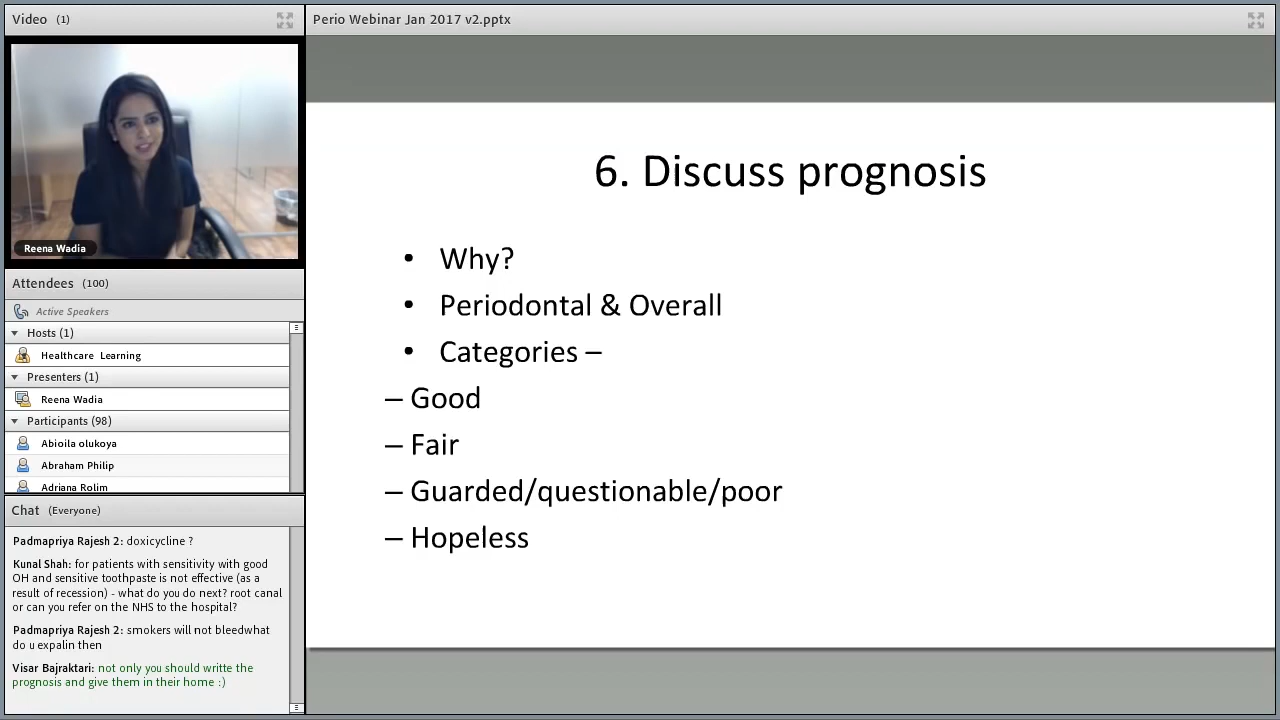 Video (1)
Reena Wadia
Attendees (100)
Active Speakers
Hosts (1)
Healthcare Learning
Presenters (1)
Reena Wadia
Participants (98)
Abioila olukoya
Abraham Philip
Adriana Rolim
Chat (Everyone)
Padmapriya Rajesh 2: doxicycline ?
Kunal Shah: for patients with sensitivity with good
OH and sensitive toothpaste is not effective (as a
result of recession) - what do you do next? root canal
or can you refer on the NHS to the hospital?
Padmapriya Rajesh 2: smokers will not bleedwhat
do u expalin then
Visar Bajraktari: not only you should writte the
prognosis and give them in their home :)
Perio Webinar Jan 2017 v2.pptx
6. Discuss prognosis
• Why?
• Periodontal & Overall
• Categories –
– Good
– Fair
– Guarded/questionable/poor
– Hopeless